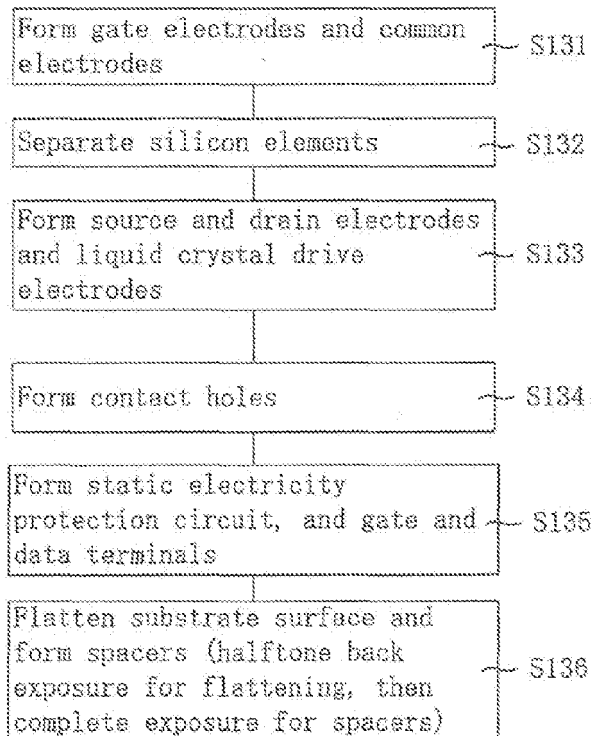 Form gate electrodes and common
electrodes
S131
Separate silicon elements
S132
Form source and drain electrodes
and liquid crystal drive
electrodes
S133
Form contact holes
S134
Form static electricity
protection circuit, and gate and
data terminals
S135
Flatten substrate surface and
form spacers (halftone back
exposure for flattening, then
complete exposure for spacers)
S136